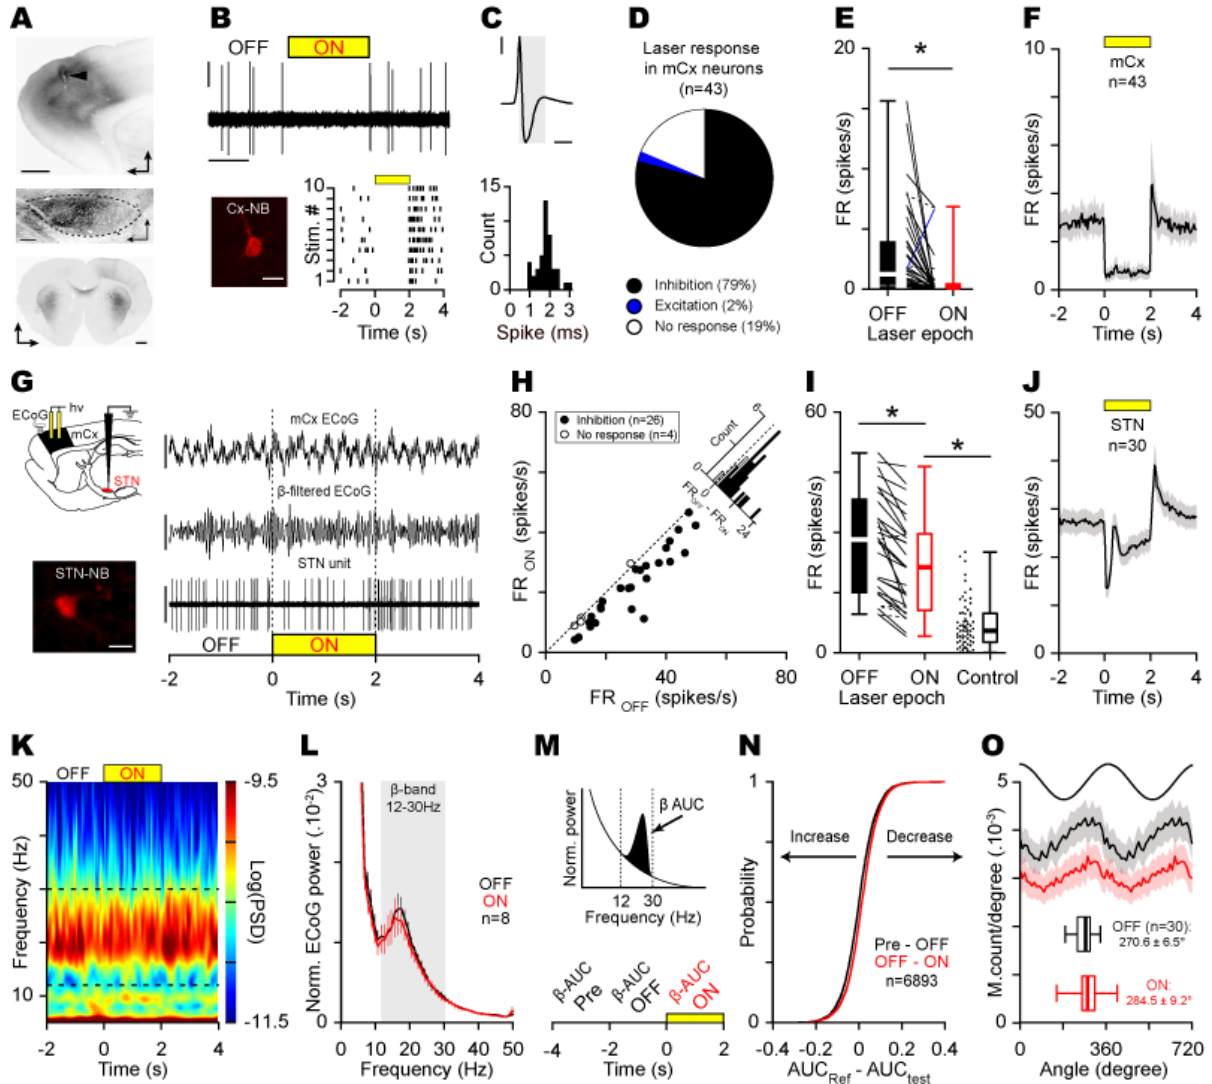 A
B
OFF
ON
Cx-NB
Stim. #
10
1
-2
0
2
4
Time (s)
C
Count
15
0
1
2
3
Spike (ms)
D
Laser response
in mCx neurons
(n=43)
Inhibition (79%)
Excitation (2%)
No response (19%)
E
FR (spikes/s)
20
*
0
OFF
ON
Laser epoch
F
FR (spikes/s)
10
mCx
n=43
0
-2
0
2
4
Time (s)
G
ECoG
hv
mCx
STN
STN-NB
mCx ECoG
β-filtered ECoG
STN unit
OFF
ON
-2
0
2
4
Time (s)
H
FR ON (spikes/s)
80
40
0
Inhibition (n=26)
No response (n=4)
Count
6
0
0
24
FR OFF - FR ON
0
40
80
FR OFF (spikes/s)
I
FR (spikes/s)
60
*
*
0
OFF
ON
Control
Laser epoch
J
FR (spikes/s)
50
STN
n=30
0
-2
0
2
4
Time (s)
K
OFF
ON
Frequency (Hz)
50
10
-2
0
2
4
Time (s)
-9.5
Log(PSD)
-11.5
L
Norm. ECoG power (.10-2)
3
β-band
12-30Hz
OFF
ON
n=8
0
0
10
20
30
40
50
Frequency (Hz)
M
Norm. power
β AUC
12
30
Frequency (Hz)
β-AUC
Pre
β-AUC
OFF
β-AUC
ON
-4
-2
0
2
Time (s)
N
Probability
1
Increase
Decrease
Pre - OFF
OFF - ON
n=6893
0
-0.4
-0.2
0
0.2
0.4
AUCRef - AUCtest
O
M.count/degree (.10-3)
5
OFF (n=30):
270.6 ± 6.5°
ON:
284.5 ± 9.2°
0
0
360
720
Angle (degree)